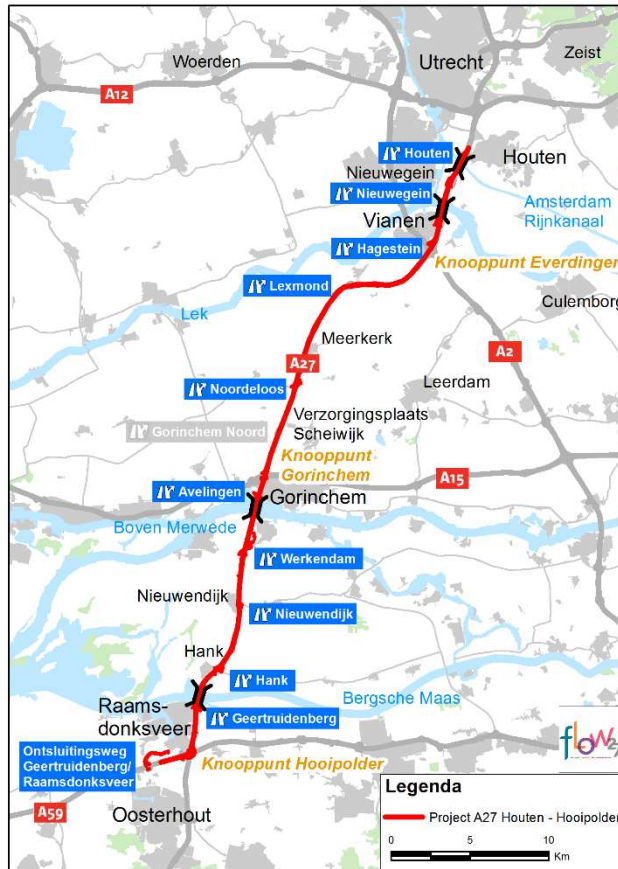 Utrecht
Zeist
Woerden
A12
Houten
Houten
Nieuwegein
Nieuwegein
Amsterdam
Rijnkanaal
Vianen
Hagestein
Knooppunt Everdingen
Lexmond
Culemborg
Lek
Meerkerk
A2
A27
Noordeloos
Leerdam
Verzorgingsplaats
Scheiwijk
Gorinchem Noord
Knooppunt
Gorinchem
A15
Avelingen
Gorinchem
Boven Merwede
Werkendam
Nieuwendijk
Nieuwendijk
Hank
Hank
Bergsche Maas
Raams-
donksveer
Geertruidenberg
flow27
Ontsluitingsweg
Geertruidenberg/
Raamsdonksveer
Knooppunt Hooipolder
A59
Oosterhout
Legenda
Project A27 Houten - Hooipolder
0 5 10
Km